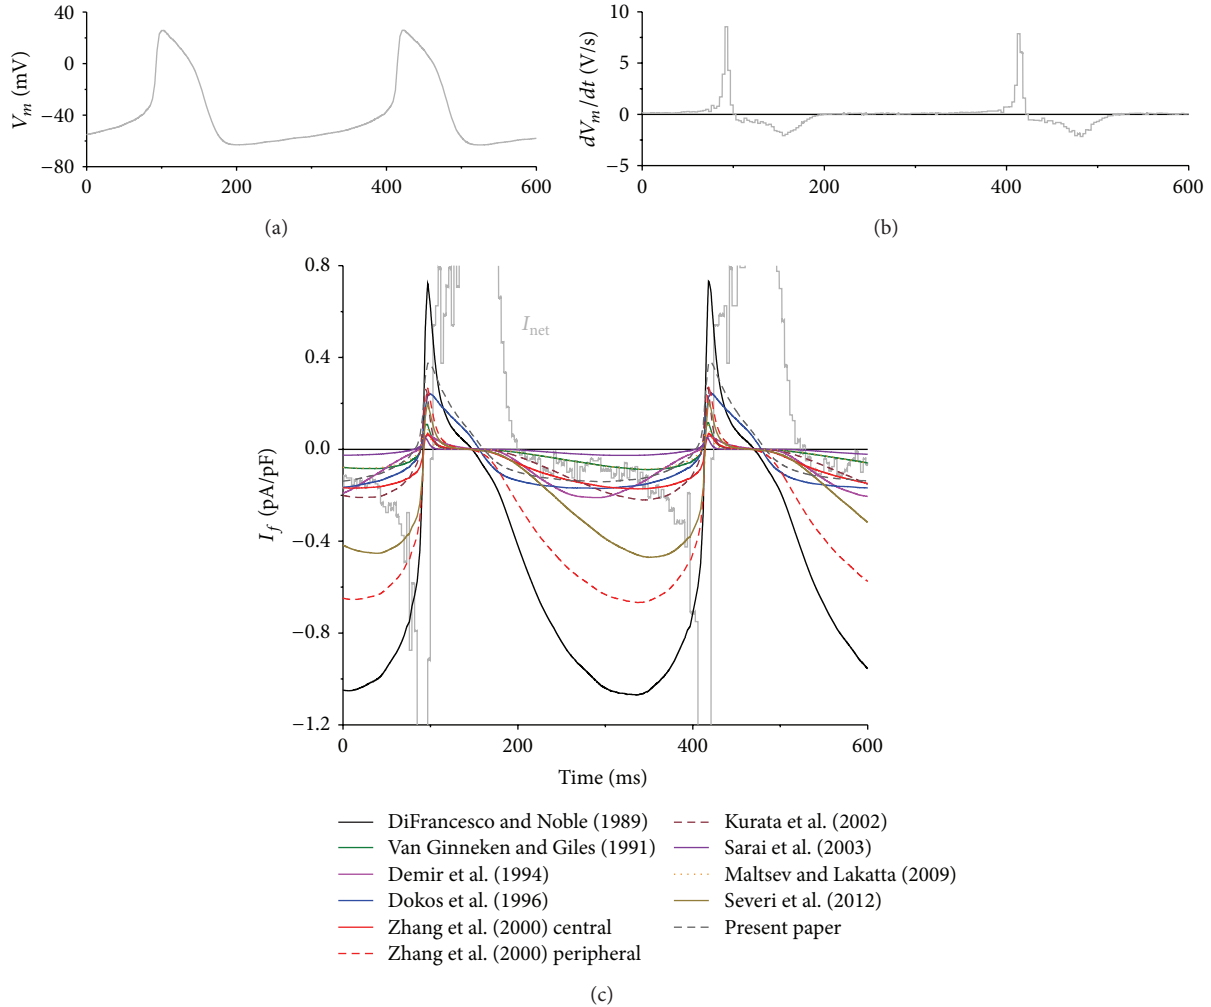 40
0
−40
−80
V_m (mV)
0
200
400
600
(a)
10
5
0
−5
dV_m/dt (V/s)
0
200
400
600
(b)
0.8
0.4
0.0
−0.4
−0.8
−1.2
I_f (pA/pF)
I_net
0
200
400
600
Time (ms)
DiFrancesco and Noble (1989)
Van Ginneken and Giles (1991)
Demir et al. (1994)
Dokos et al. (1996)
Zhang et al. (2000) central
Zhang et al. (2000) peripheral
Kurata et al. (2002)
Sarai et al. (2003)
Maltsev and Lakatta (2009)
Severi et al. (2012)
Present paper
(c)